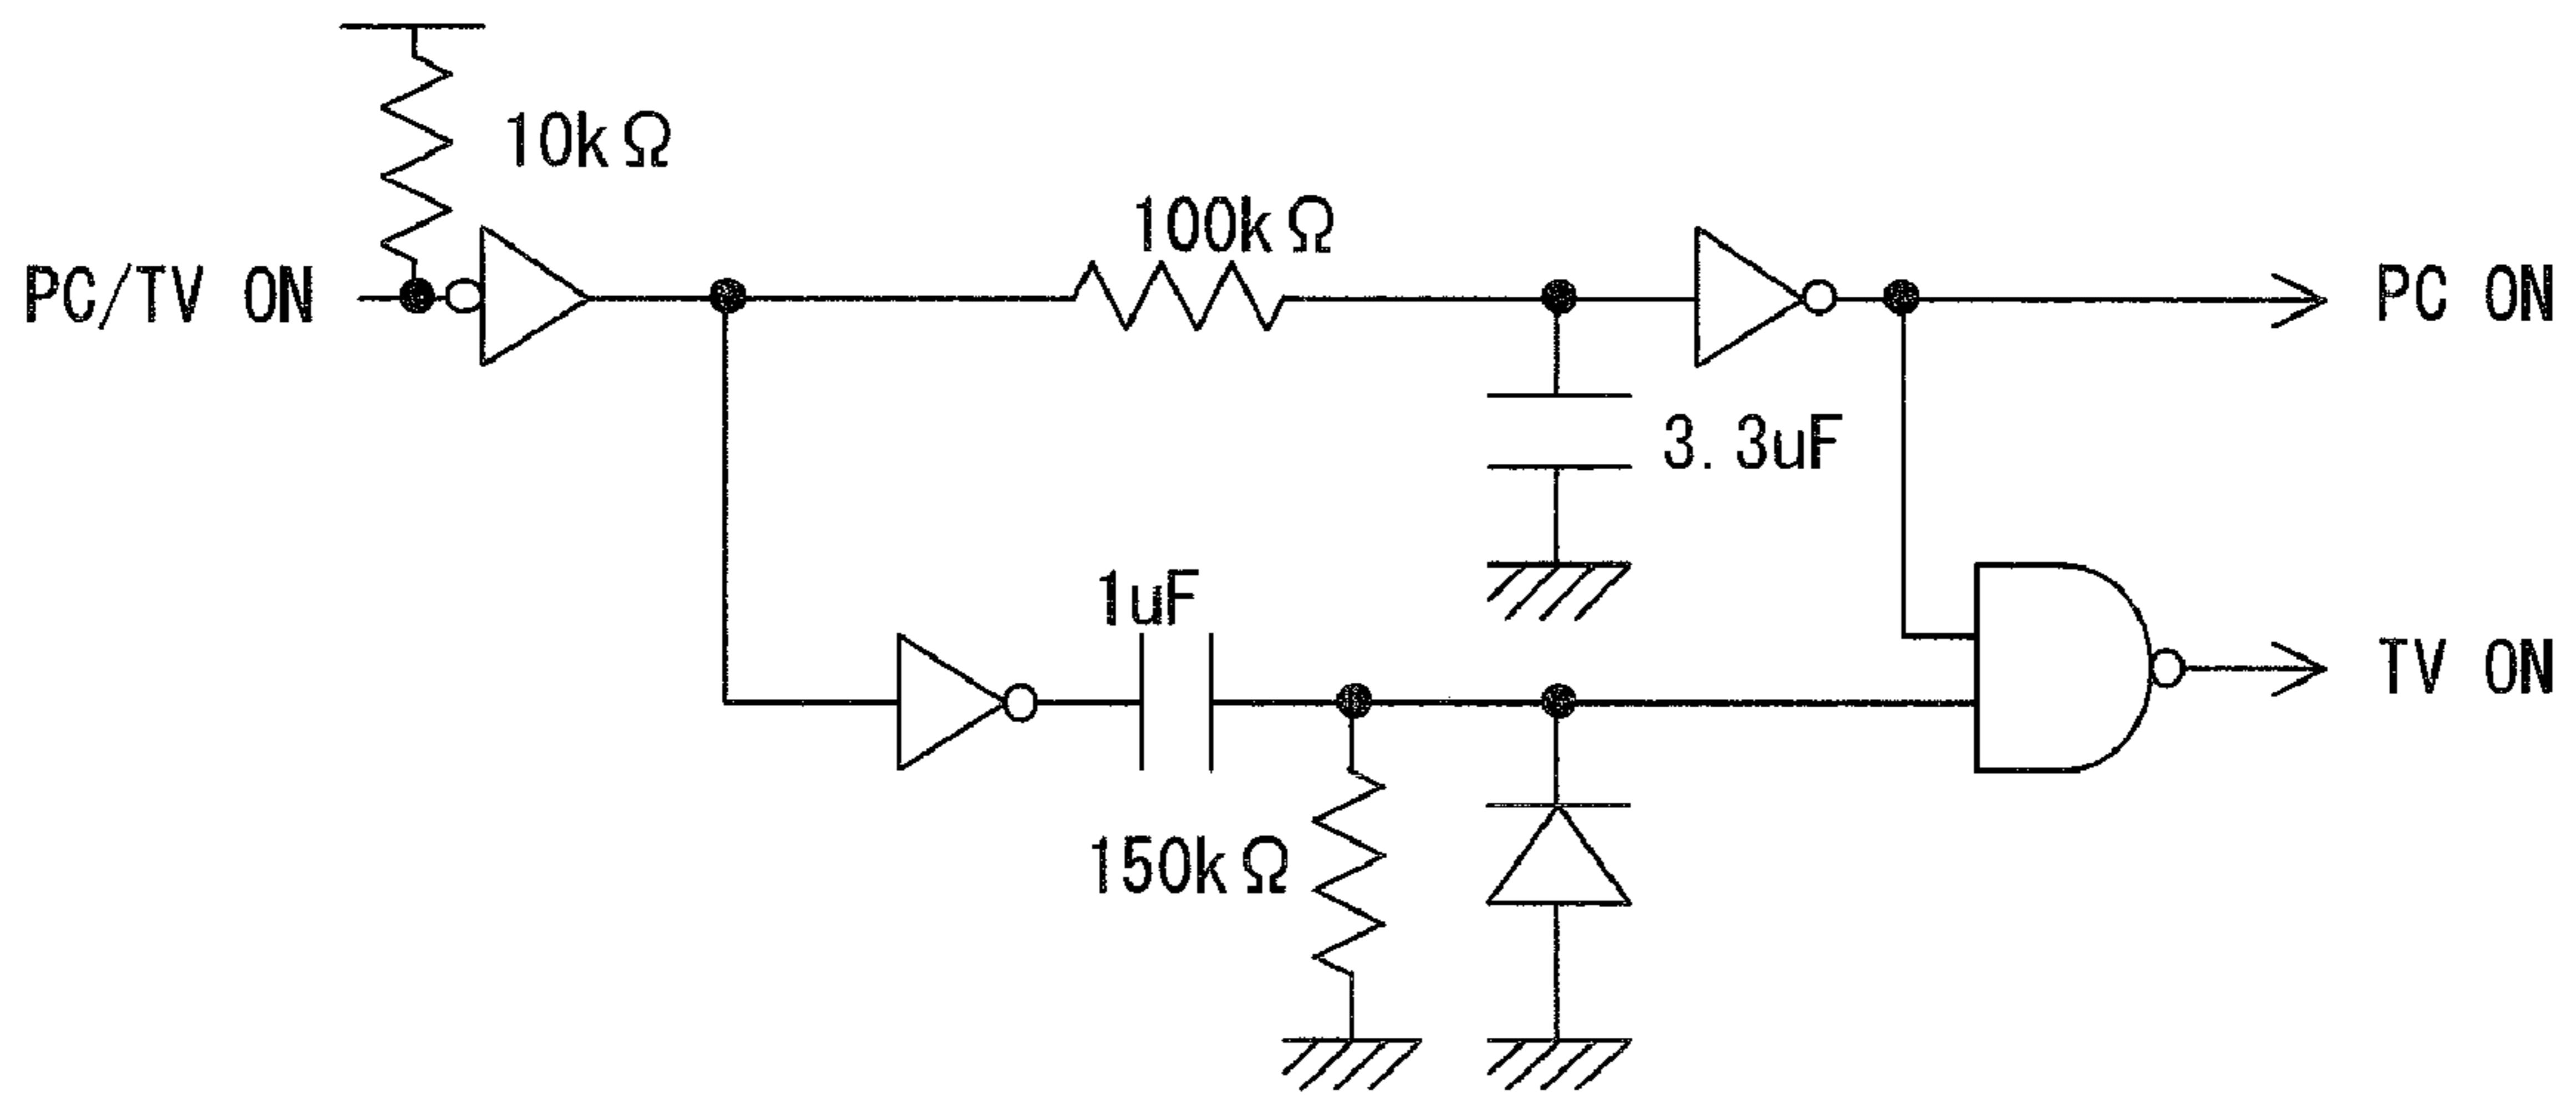 10kΩ
100kΩ
PC/TV ON
PC ON
3.3uF
1uF
TV ON
150kΩ